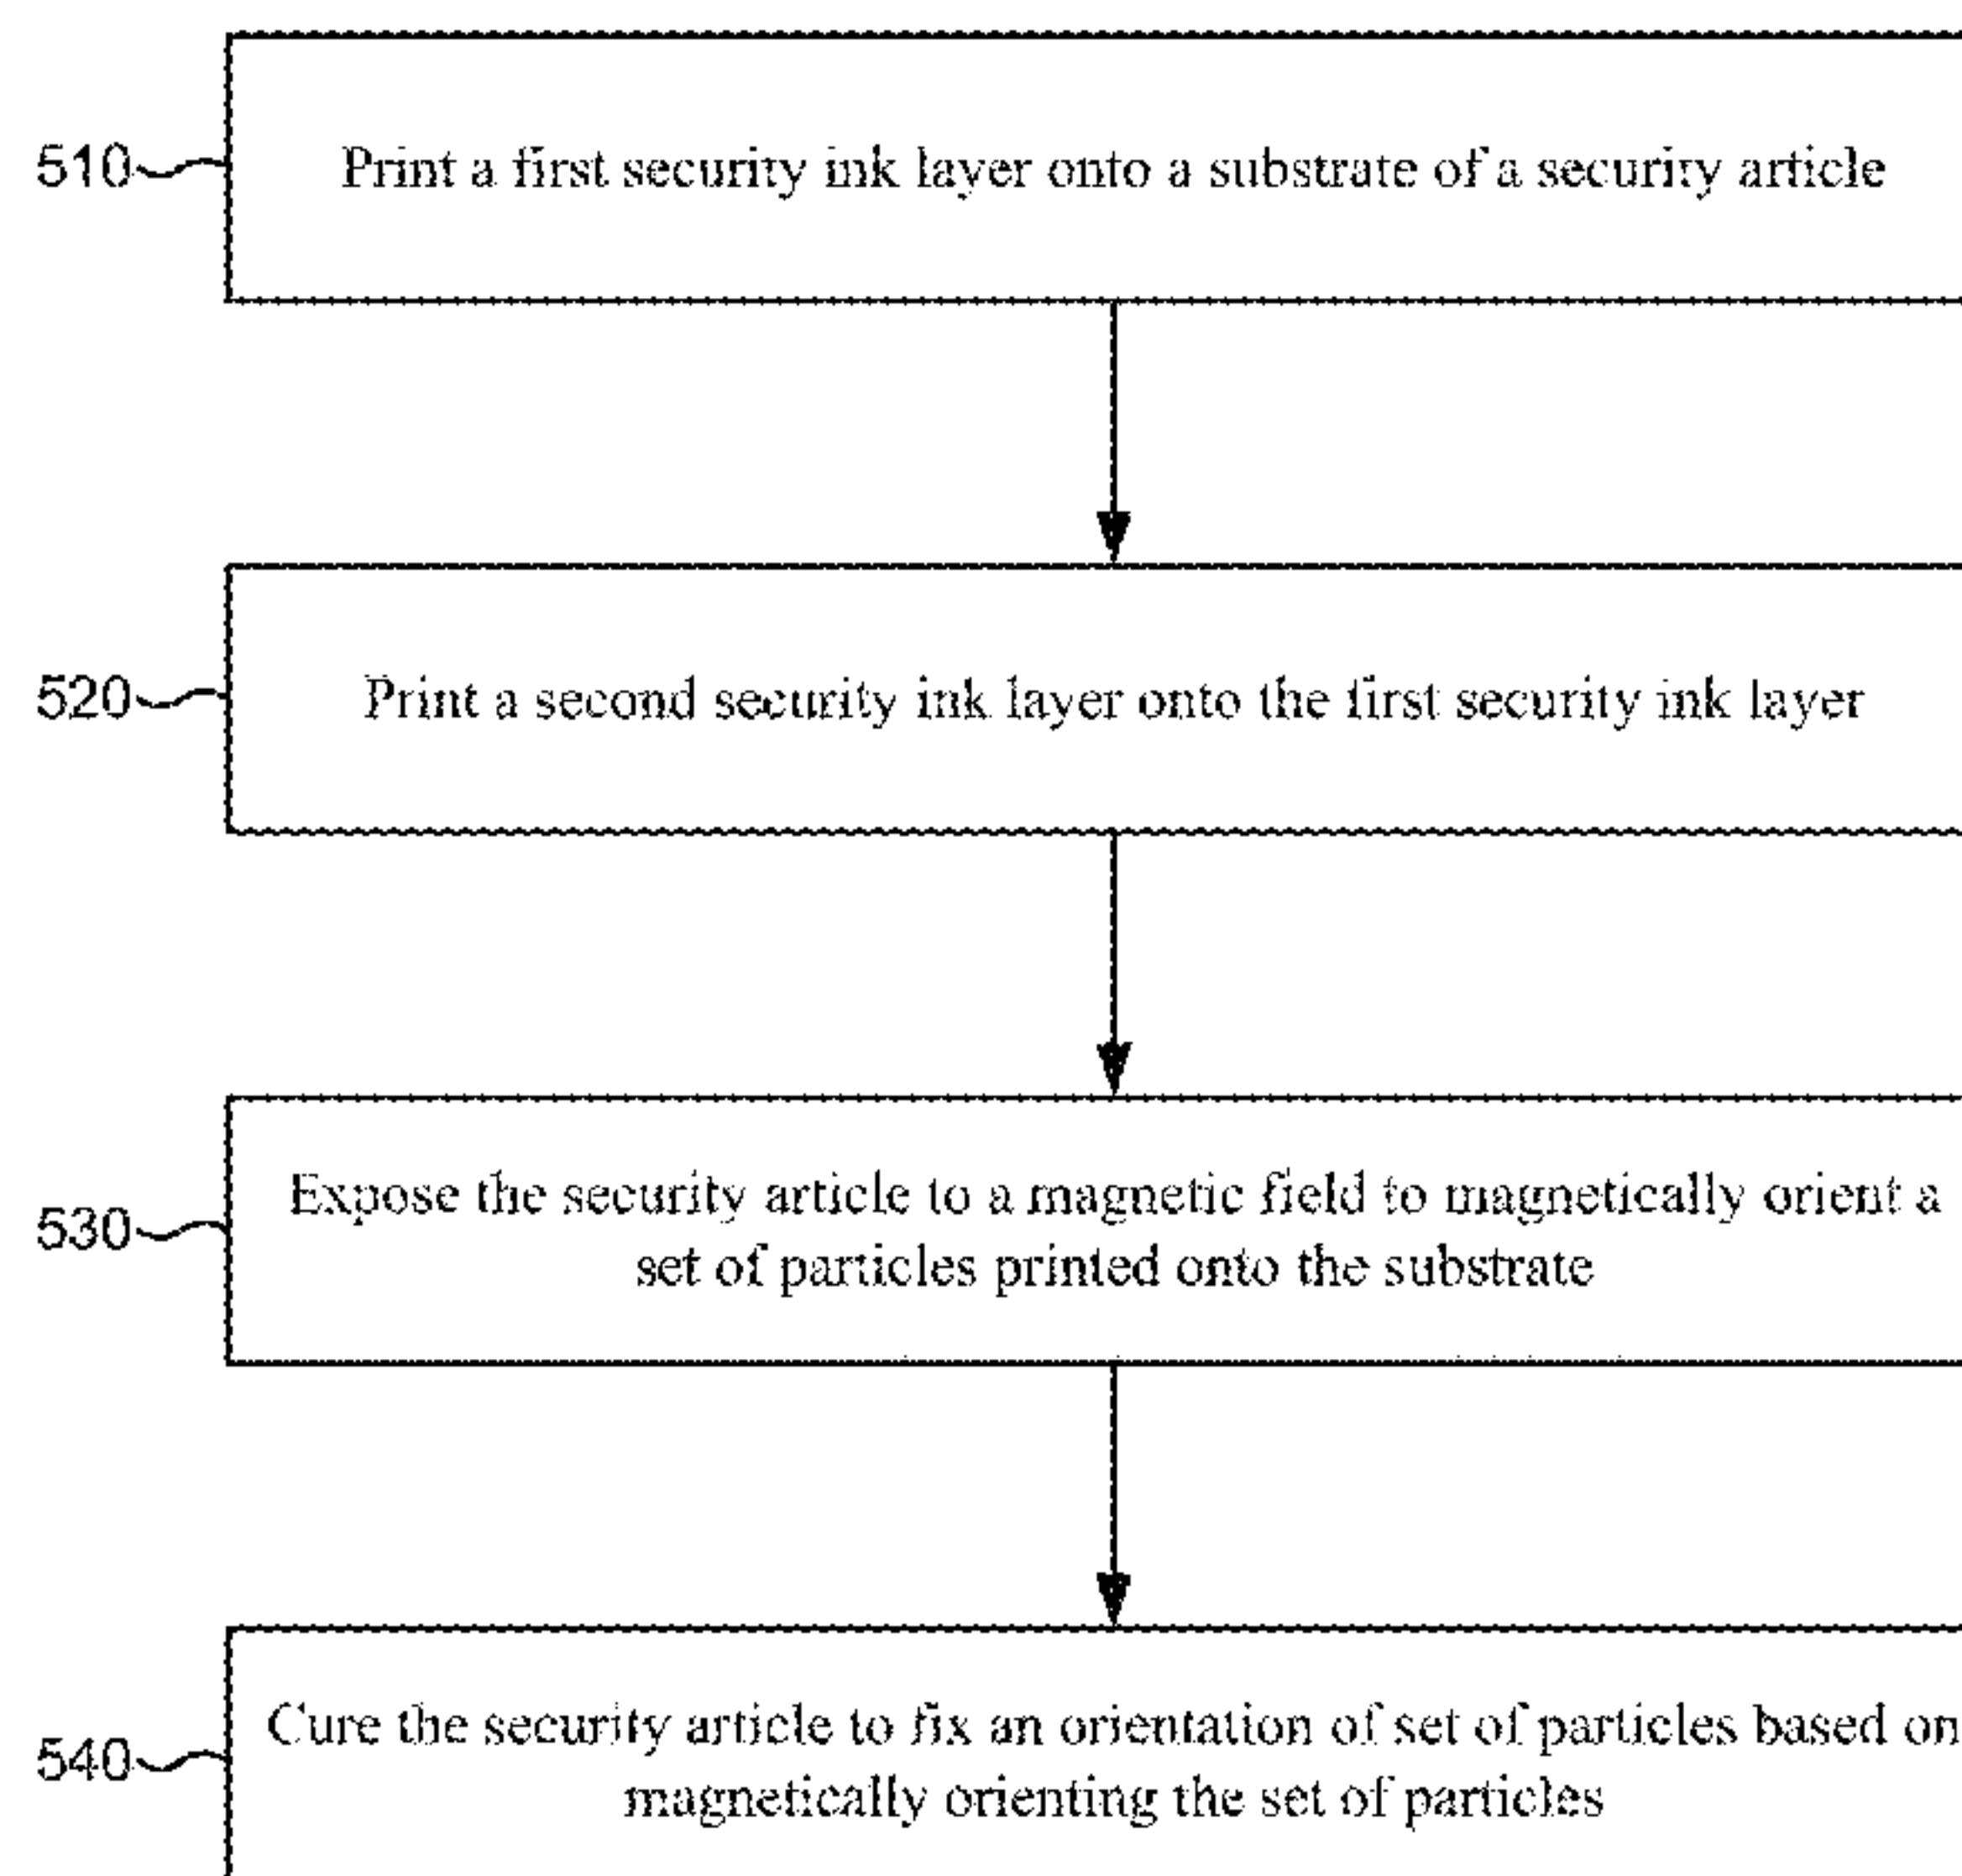 510
Print a first security ink layer onto a substrate of a security article
520
Print a second security ink layer onto the first security ink layer
530
Expose the security article to a magnetic field to magnetically orient a
set of particles printed onto the substrate
540
Cure the security article to fix an orientation of set of particles based on
magnetically orienting the set of particles